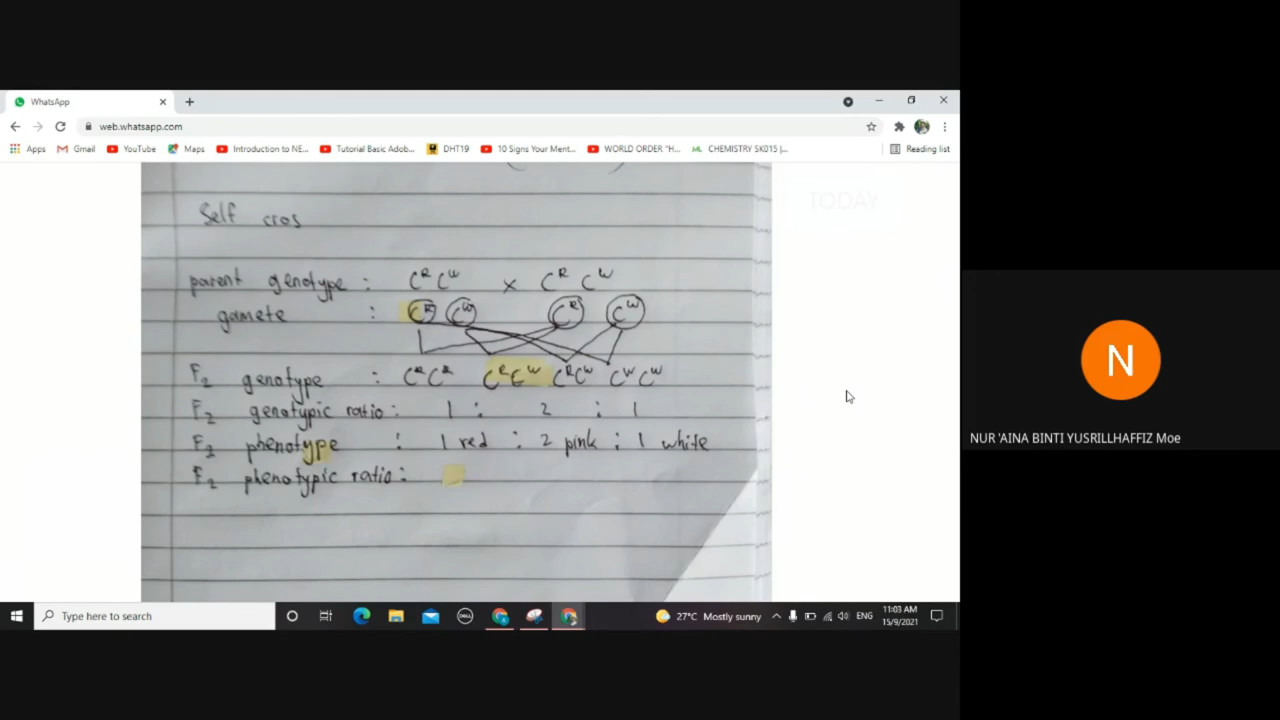 WhatsApp
web.whatsapp.com
Apps Gmail YouTube Maps Introduction to NE... Tutorial Basic Adob... DHT19 10 Signs Your Ment... WORLD ORDER "H... CHEMISTRY SK015 |... Reading list
TODAY
Self cros
parent genotype : CᴿCᵂ × CᴿCᵂ
gamete : Cᴿ Cᵂ Cᴿ Cᵂ
F₂ genotype : CᴿCᴿ CᴿCᵂ CᴿCᵂ CᵂCᵂ
F₂ genotypic ratio : 1 : 2 : 1
F₂ phenotype : 1 red : 2 pink : 1 white
F₂ phenotypic ratio :
N
NUR 'AINA BINTI YUSRILLHAFFIZ Moe
Type here to search
DELL
27°C Mostly sunny
ENG
11:03 AM
15/9/2021